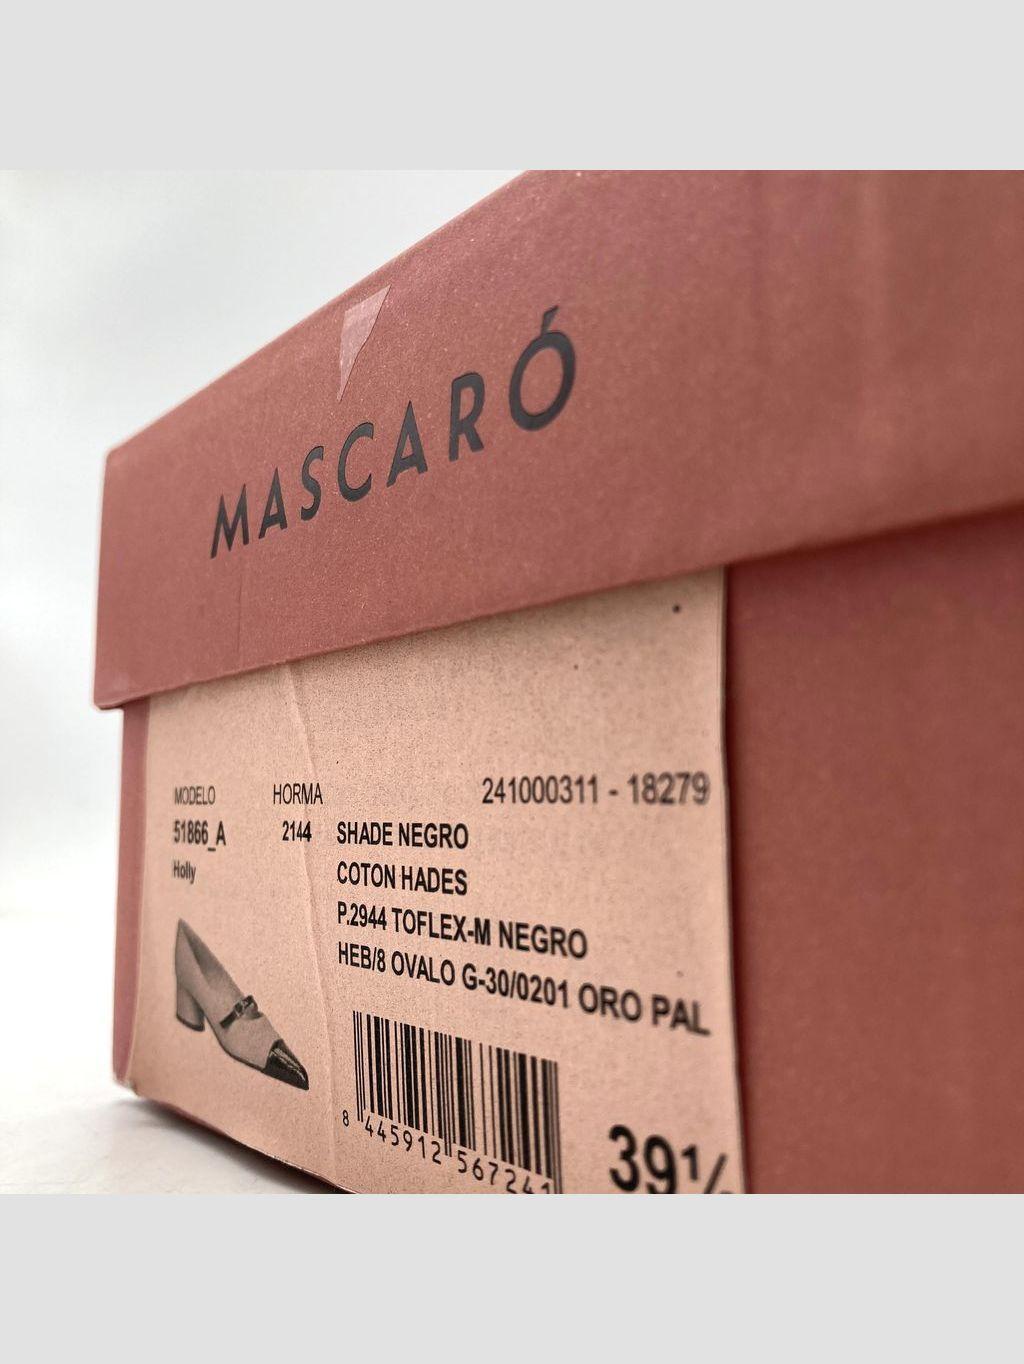 MASCARÓ
MODELO HORMA 241000311 - 18279
51866_A 2144 SHADE NEGRO
Holly COTON HADES
P.2944 TOFLEX-M NEGRO
HEB/8 OVALO G-30/0201 ORO PAL
8 445912 567241
39½